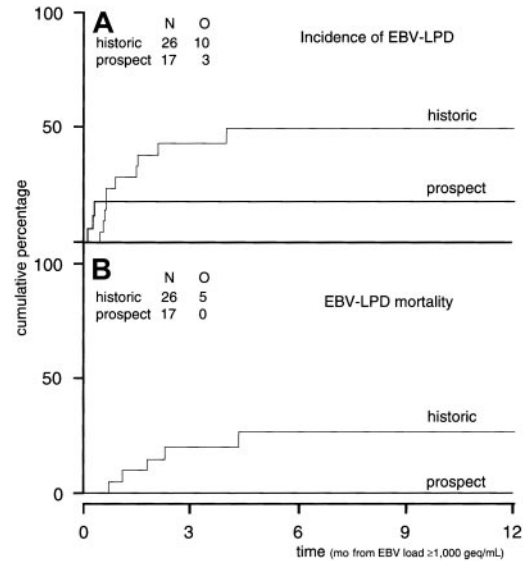 100
A
N O
historic 26 10
prospect 17 3
Incidence of EBV-LPD
historic
50
prospect
cumulative percentage
100
B
N O
historic 26 5
prospect 17 0
EBV-LPD mortality
50
historic
prospect
0
0 3 6 9 12
time (mo from EBV load ≥1,000 geq/mL)